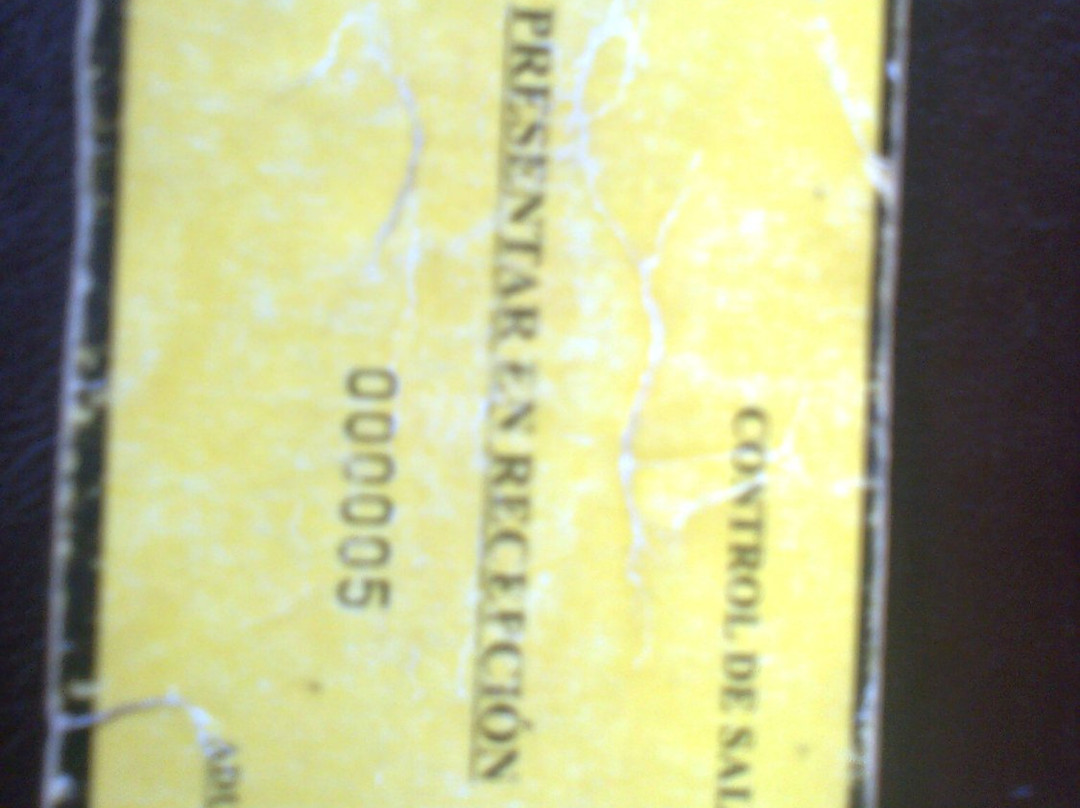 CONTROL DE SAL
PRESENTAR EN RECEPCIÓN
000005